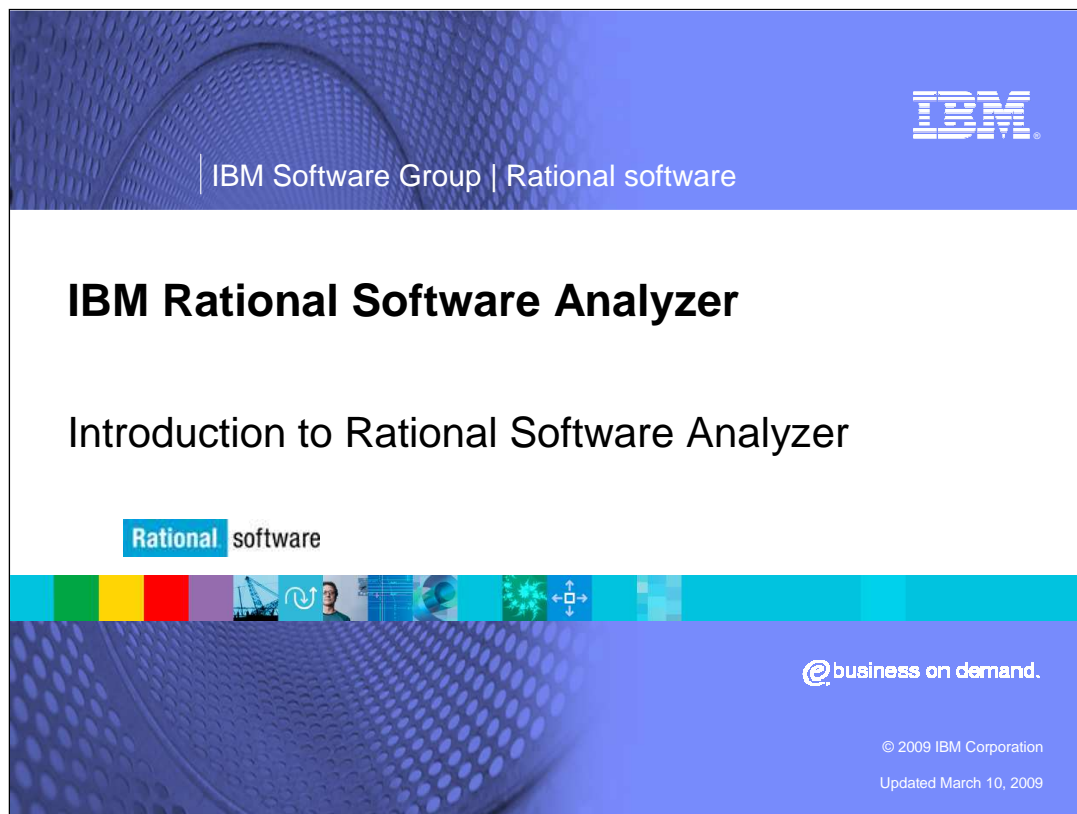 IBM®
IBM Software Group | Rational software
IBM Rational Software Analyzer
Introduction to Rational Software Analyzer
Rational software
e business on demand.
© 2009 IBM Corporation
Updated March 10, 2009